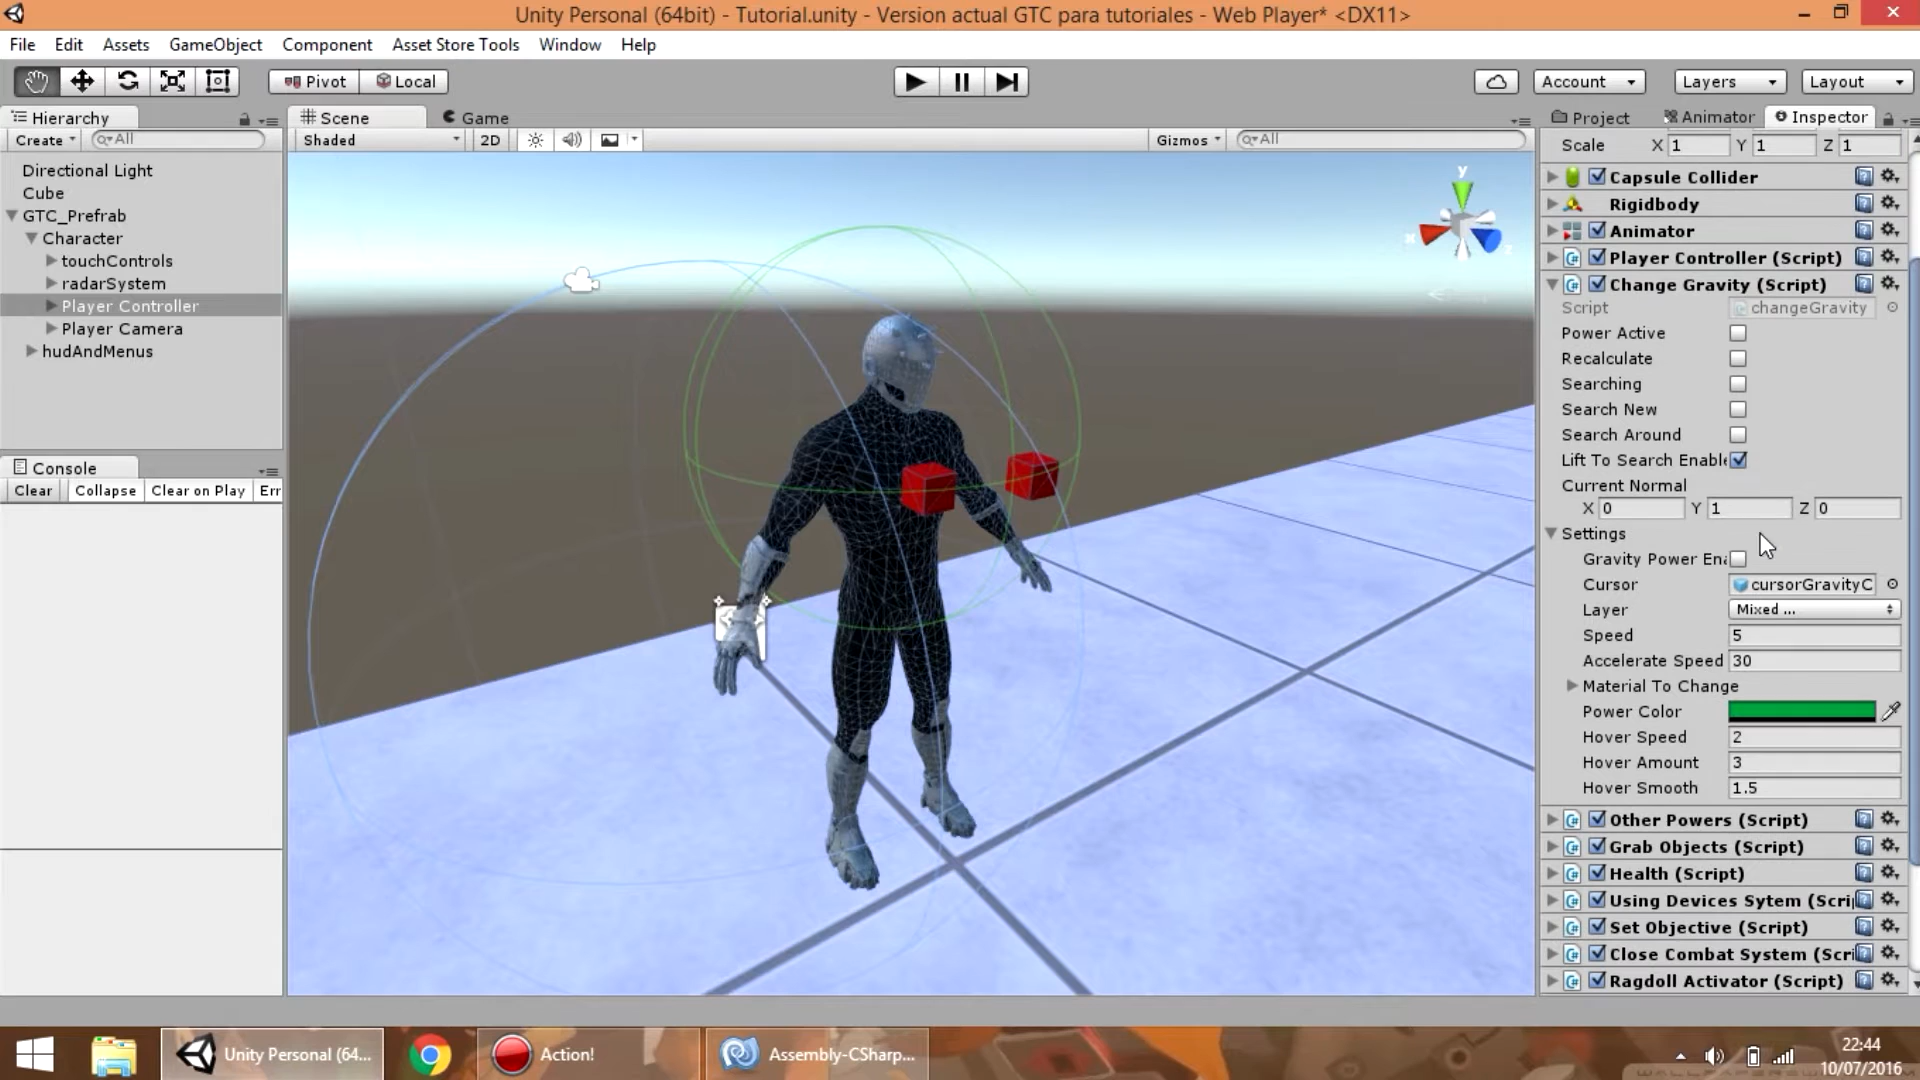 Unity Personal (64bit) - Tutorial.unity - Version actual GTC para tutoriales - Web Player* <DX11>
File Edit Assets GameObject Component Asset Store Tools Window Help
Pivot Local Account Layers Layout
Hierarchy
Create All
Directional Light
Cube
GTC_Prefrab
Character
touchControls
radarSystem
Player Controller
Player Camera
hudAndMenus
Console
Clear Collapse Clear on Play Err
Scene Game
Shaded 2D Gizmos All
y
x
Project Animator Inspector
Scale X 1 Y 1 Z 1
Capsule Collider
Rigidbody
Animator
Player Controller (Script)
Change Gravity (Script)
Script changeGravity
Power Active
Recalculate
Searching
Search New
Search Around
Lift To Search Enable
Current Normal
X 0 Y 1 Z 0
Settings
Gravity Power Ena
Cursor cursorGravityC
Layer Mixed ...
Speed 5
Accelerate Speed 30
Material To Change
Power Color
Hover Speed 2
Hover Amount 3
Hover Smooth 1.5
Other Powers (Script)
Grab Objects (Script)
Health (Script)
Using Devices Sytem (Scri
Set Objective (Script)
Close Combat System (Scri
Ragdoll Activator (Script)
Unity Personal (64... Action! Assembly-CSharp...
22:44
10/07/2016